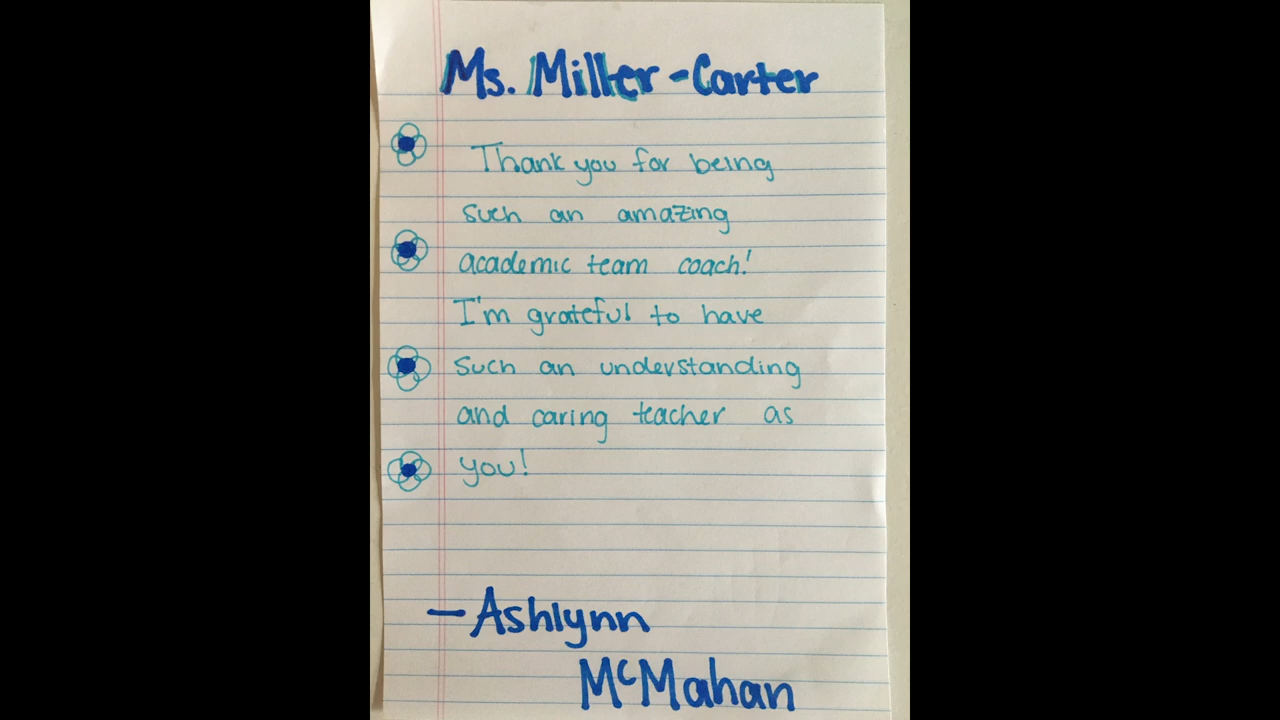 Ms. Miller-Carter
Thank you for being
such an amazing
academic team coach!
I'm grateful to have
Such an understanding
and caring teacher as
you!
- Ashlynn
McMahan